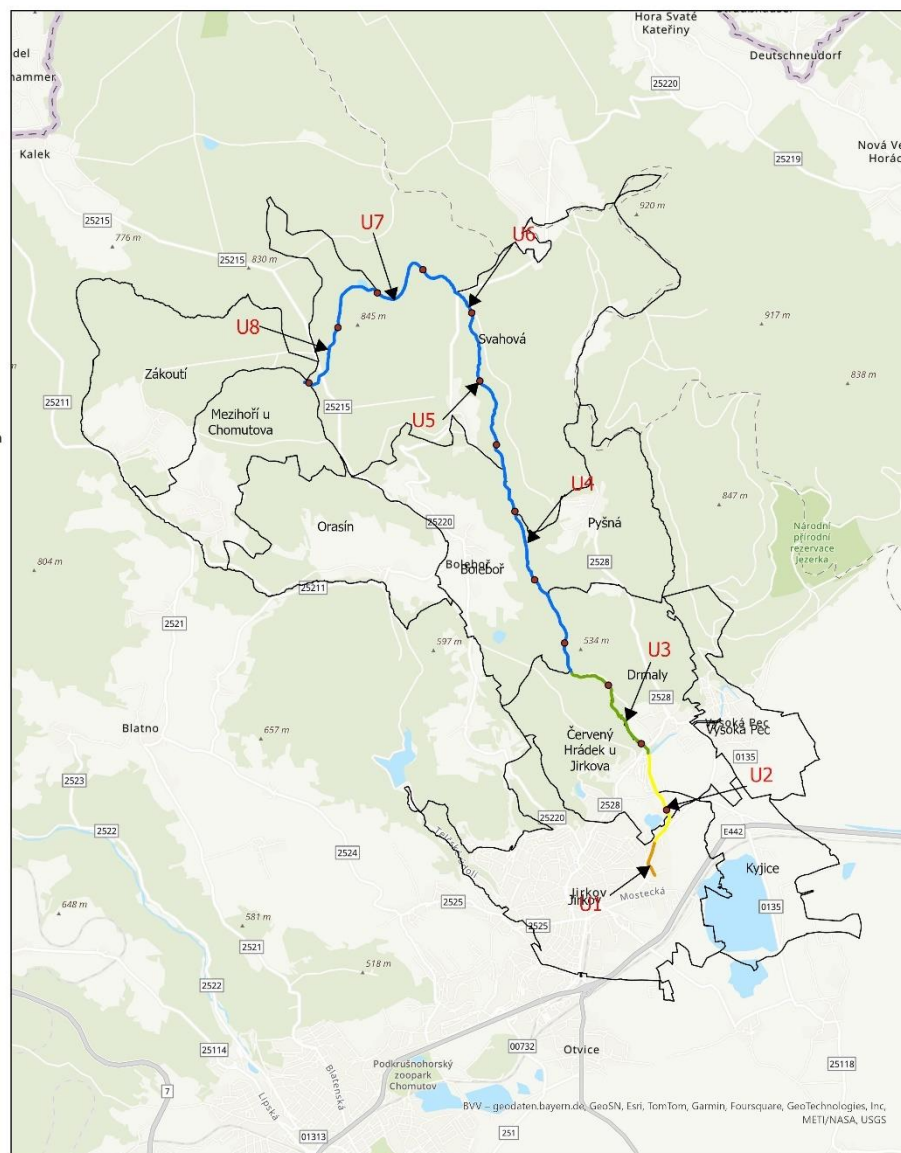 Hora Svaté
Kateřiny
del
hammer
Deutschneudorf
25220
Kalek
25219
Nová Ve
Horác
25215
920 m
U7
U6
776 m
25215
830 m
845 m
917 m
U8
Svahová
Zákoutí
838 m
25211
25215
U5
Mezihoří u
Chomutova
U4
847 m
Orasín
25220
Pyšná
Národní
přírodní
rezervace
Jezerka
2528
804 m
Boleboř
Boleboř
25211
2521
597 m
534 m
U3
Drmaly
2528
Blatno
657 m
Červený
Hrádek u
Jirkova
Vysoká Pec
Vysoká Pec
0135
2523
U2
2528
2522
25220
E442
2524
Kyjice
Jirkov
Jirkov
Mostecká
U1
648 m
2525
0135
581 m
2525
2521
518 m
2522
00732
Otvice
25114
Podkrušnohorský
zoopark
Chomutov
25118
7
Lipská
Blatenská
BVV – geodaten.bayern.de, GeoSN, Esri, TomTom, Garmin, Foursquare, GeoTechnologies, Inc,
METI/NASA, USGS
01313
251